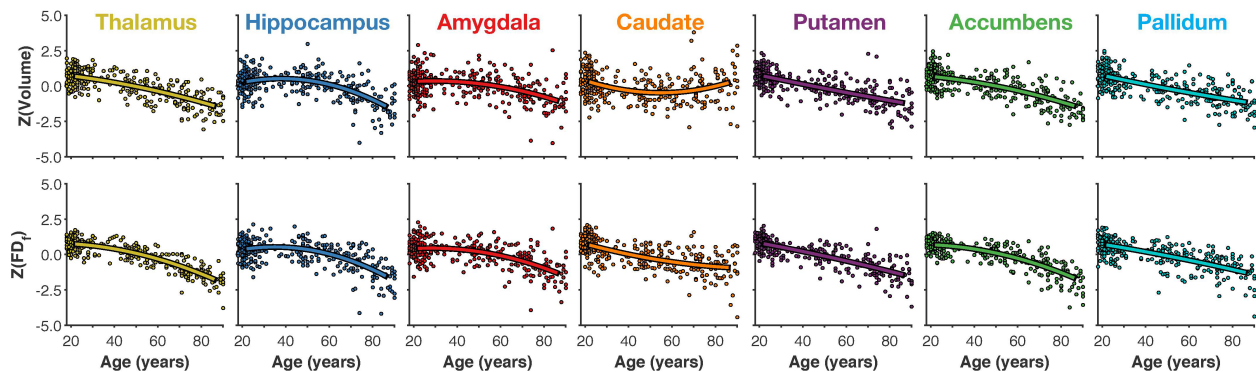 Thalamus Hippocampus Amygdala Caudate Putamen Accumbens Pallidum
5.0
2.5
0.0
-2.5
-5.0
Z(Volume)
5.0
2.5
0.0
-2.5
-5.0
Z(FDf)
20 40 60 80 20 40 60 80 20 40 60 80 20 40 60 80 20 40 60 80 20 40 60 80 20 40 60 80
Age (years) Age (years) Age (years) Age (years) Age (years) Age (years) Age (years)